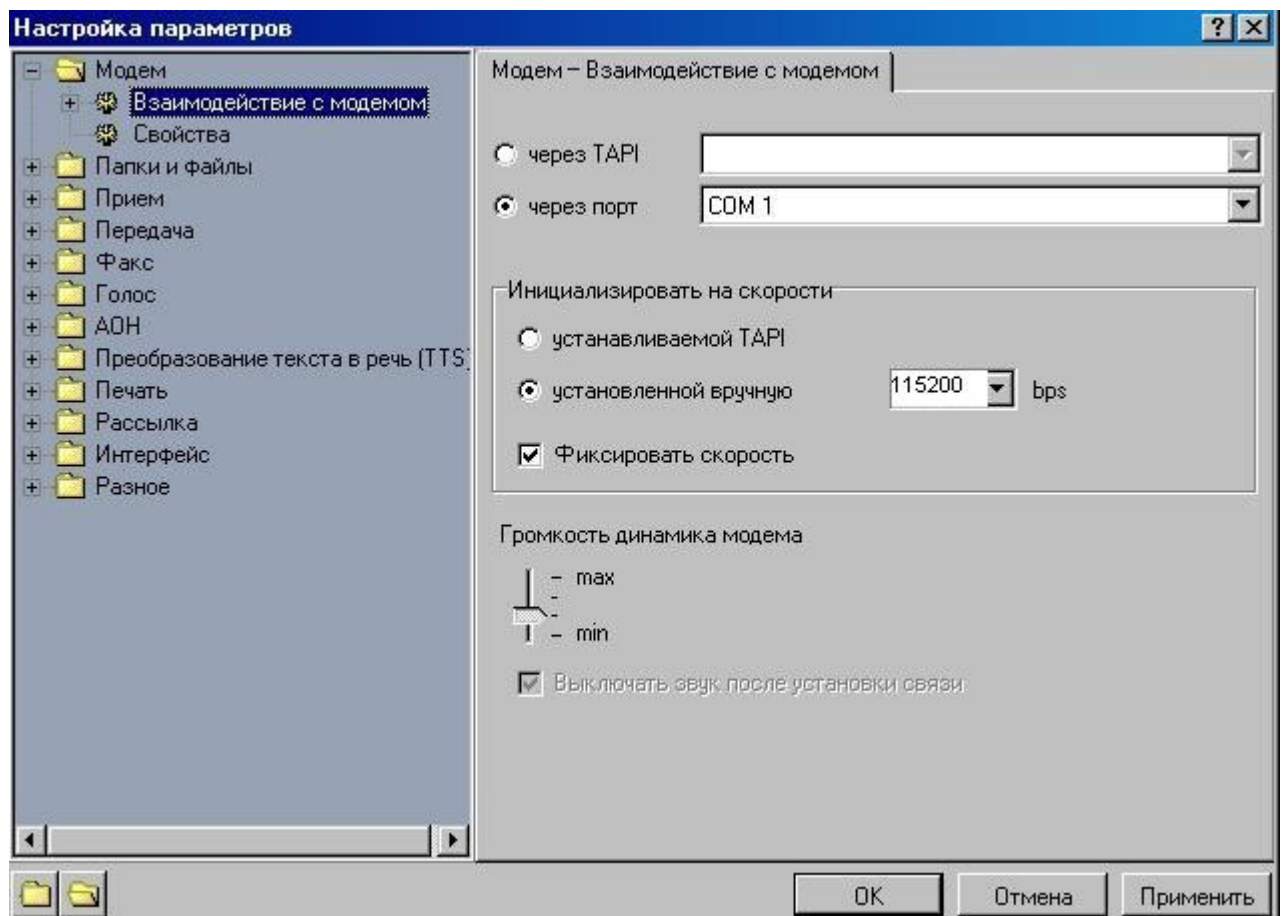 Настройка параметров
Модем
Взаимодействие с модемом
Свойства
Папки и файлы
Прием
Передача
Факс
Голос
АОН
Преобразование текста в речь (TTS)
Печать
Рассылка
Интерфейс
Разное
Модем – Взаимодействие с модемом
через TAPI
через порт
COM 1
Инициализировать на скорости
устанавливаемой TAPI
установленной вручную 115200 bps
Фиксировать скорость
Громкость динамика модема
max
min
Выключать звук после установки связи
OK Отмена Применить